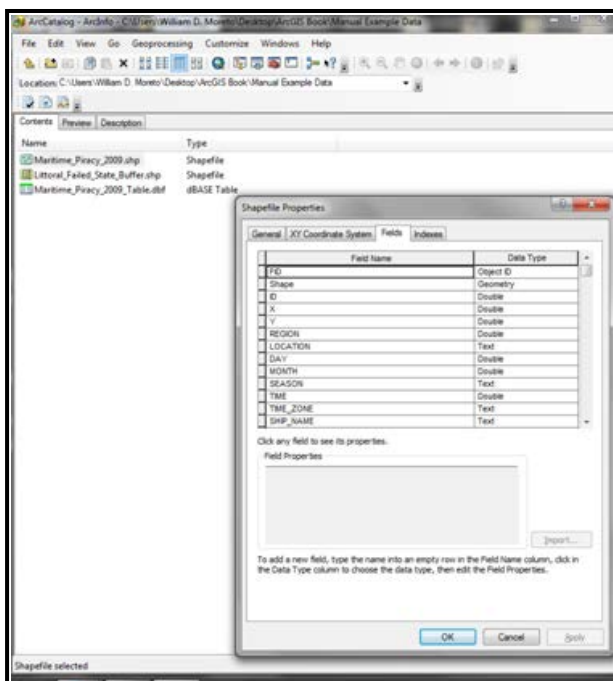 ArcCatalog - ArcInfo - C:\Users\William D. Moreto\Desktop\ArcGIS Book\Manual Example Data
File Edit View Go Geoprocessing Customize Windows Help
Location: C:\Users\William D. Moreto\Desktop\ArcGIS Book\Manual Example Data
Contents Preview Description
Name Type
Maritime_Piracy_2009.shp Shapefile
Littoral_Failed_State_Buffer.shp Shapefile
Maritime_Piracy_2009_Table.dbf dBASE Table
Shapefile Properties
General XY Coordinate System Fields Indexes
Field Name Data Type
FID Object ID
Shape Geometry
ID Double
X Double
Y Double
REGION Double
LOCATION Text
DAY Double
MONTH Double
SEASON Text
TIME Double
TIME_ZONE Text
SHIP_NAME Text
Click any field to see its properties.
Field Properties
Import...
To add a new field, type the name into an empty row in the Field Name column, click in
the Data Type column to choose the data type, then edit the Field Properties.
OK Cancel Apply
Shapefile selected